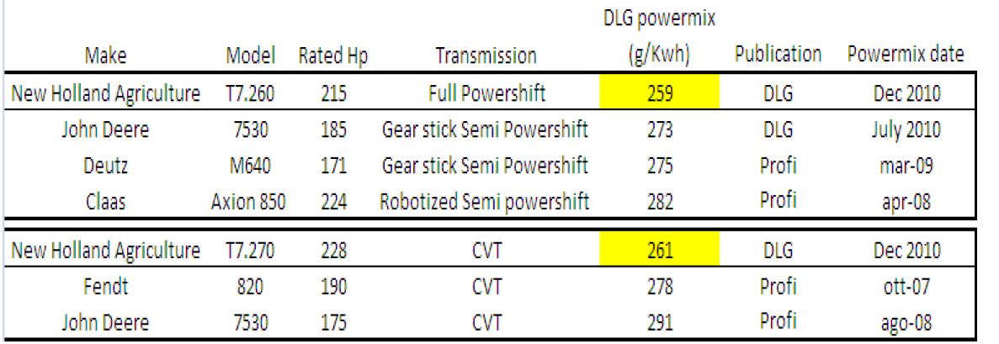 DLG powermix
Make Model Rated Hp Transmission (g/Kwh) Publication Powermix date
New Holland Agriculture T7.260 215 Full Powershift 259 DLG Dec 2010
John Deere 7530 185 Gear stick Semi Powershift 273 DLG July 2010
Deutz M640 171 Gear stick Semi Powershift 275 Profi mar-09
Claas Axion 850 224 Robotized Semi powershift 282 Profi apr-08
New Holland Agriculture T7.270 228 CVT 261 DLG Dec 2010
Fendt 820 190 CVT 278 Profi ott-07
John Deere 7530 175 CVT 291 Profi ago-08